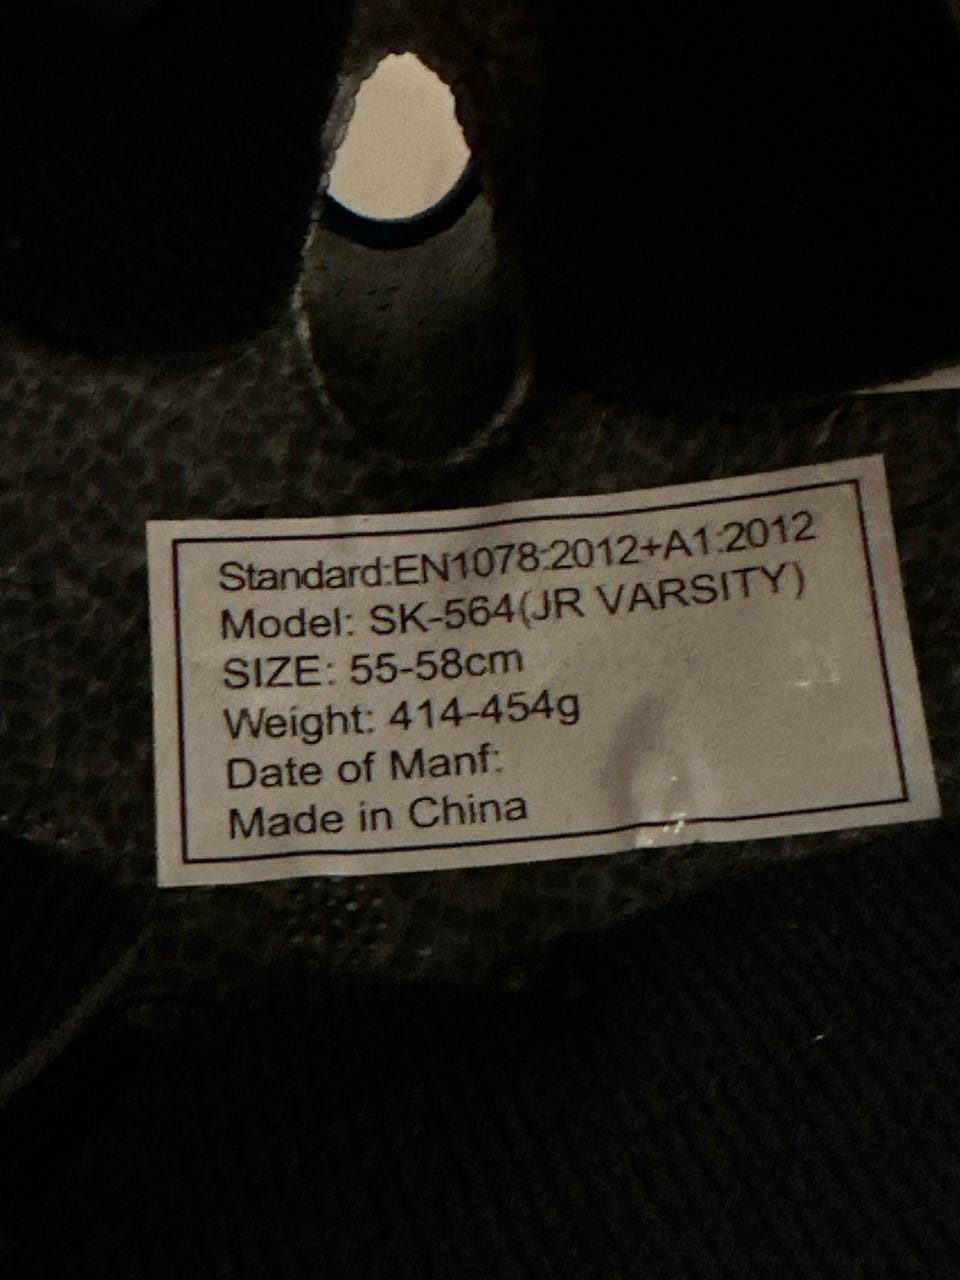 Standard:EN1078:2012+A1:2012
Model: SK-564(JR VARSITY)
SIZE: 55-58cm
Weight: 414-454g
Date of Manf:
Made in China